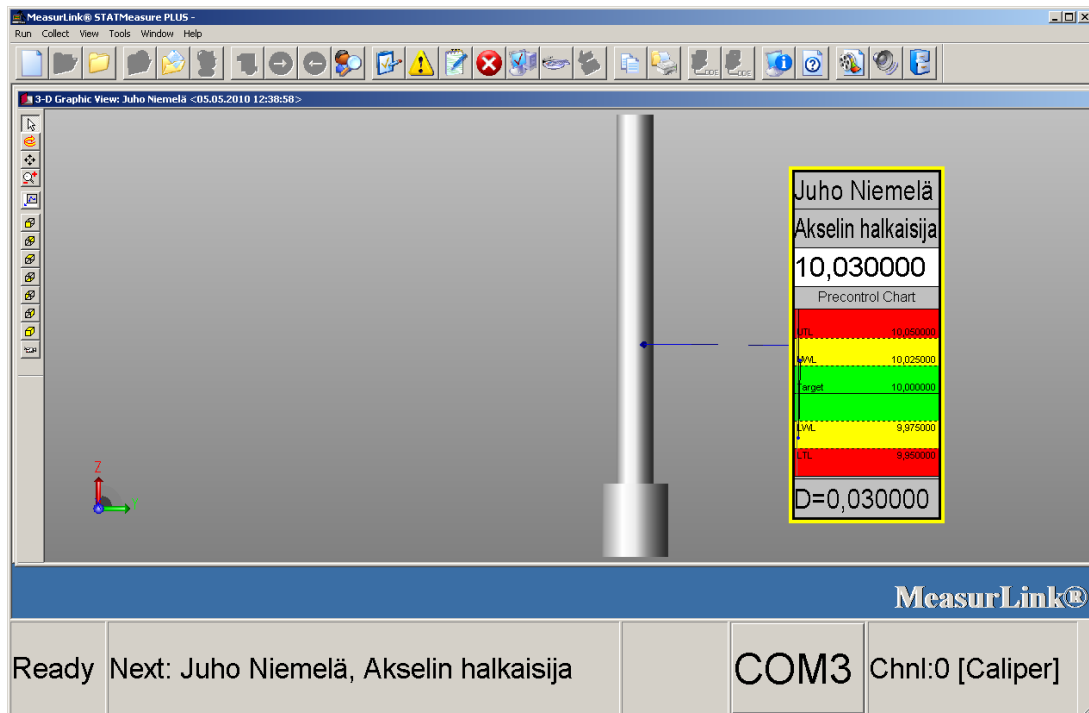 MeasurLink® STATMeasure PLUS -
Run Collect View Tools Window Help
3-D Graphic View: Juho Niemelä <05.05.2010 12:38:58>
Juho Niemelä
Akselin halkaisija
10,030000
Precontrol Chart
UTL 10,050000
UWL 10,025000
Target 10,000000
LWL 9,975000
LTL 9,950000
D=0,030000
Z
Y
MeasurLink®
Ready Next: Juho Niemelä, Akselin halkaisija COM3 Chnl:0 [Caliper]